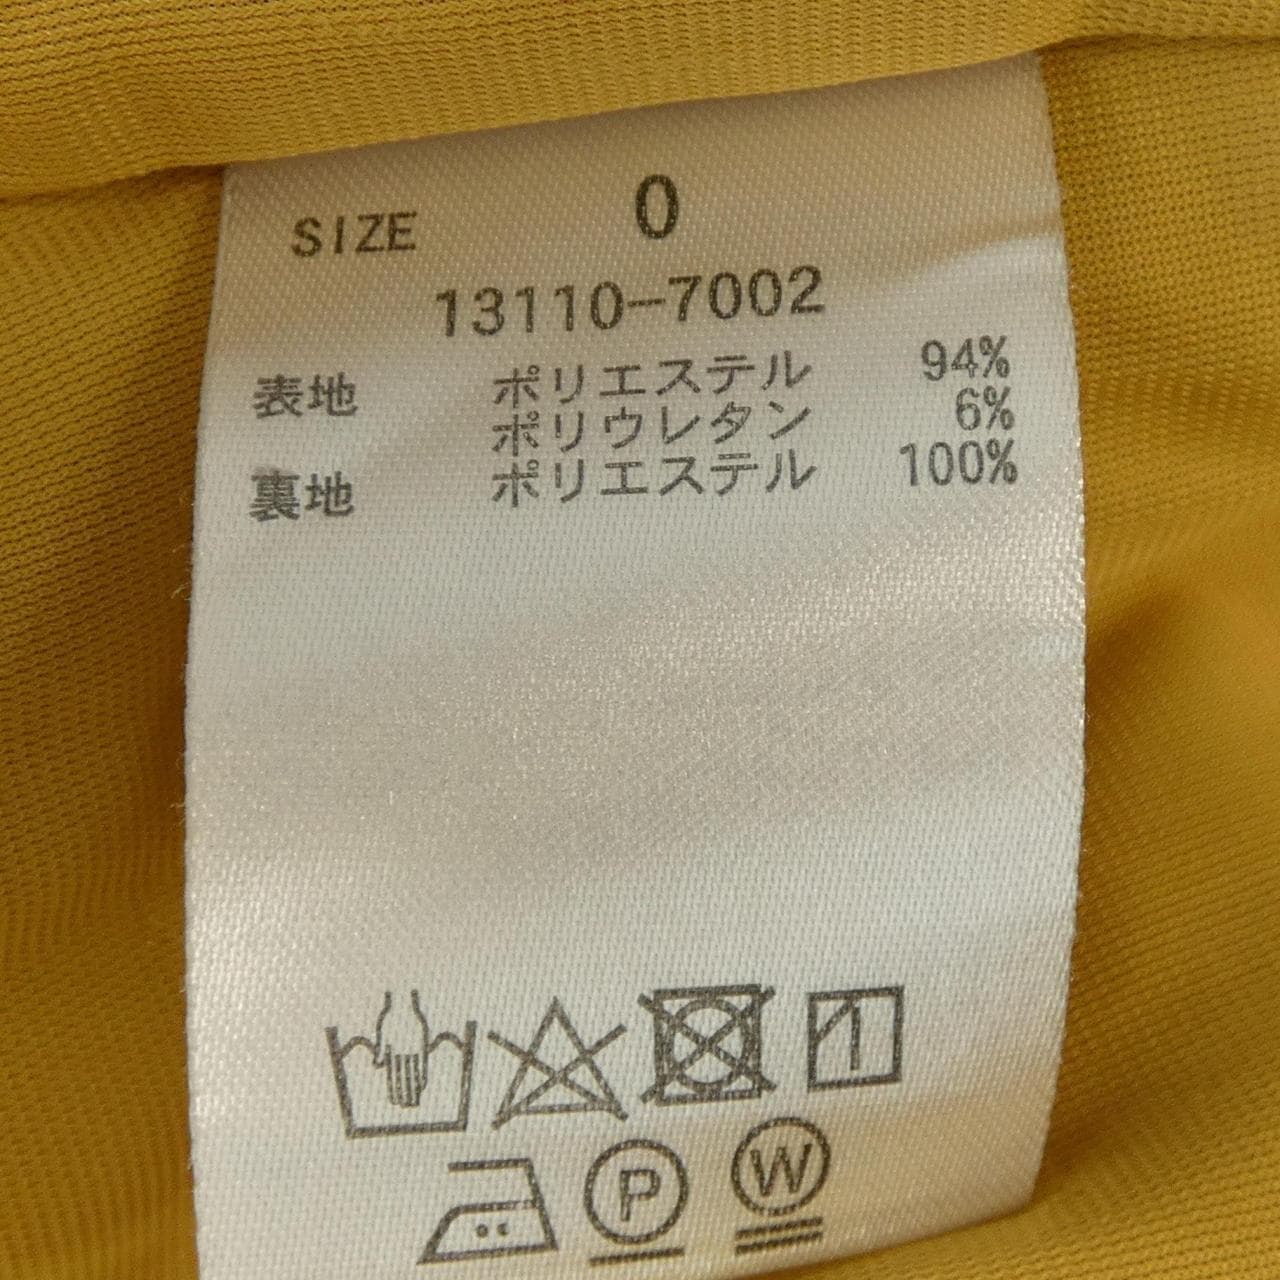 SIZE 0
13110-7002
表地 ポリエステル 94%
ポリウレタン 6%
裏地 ポリエステル 100%
P W